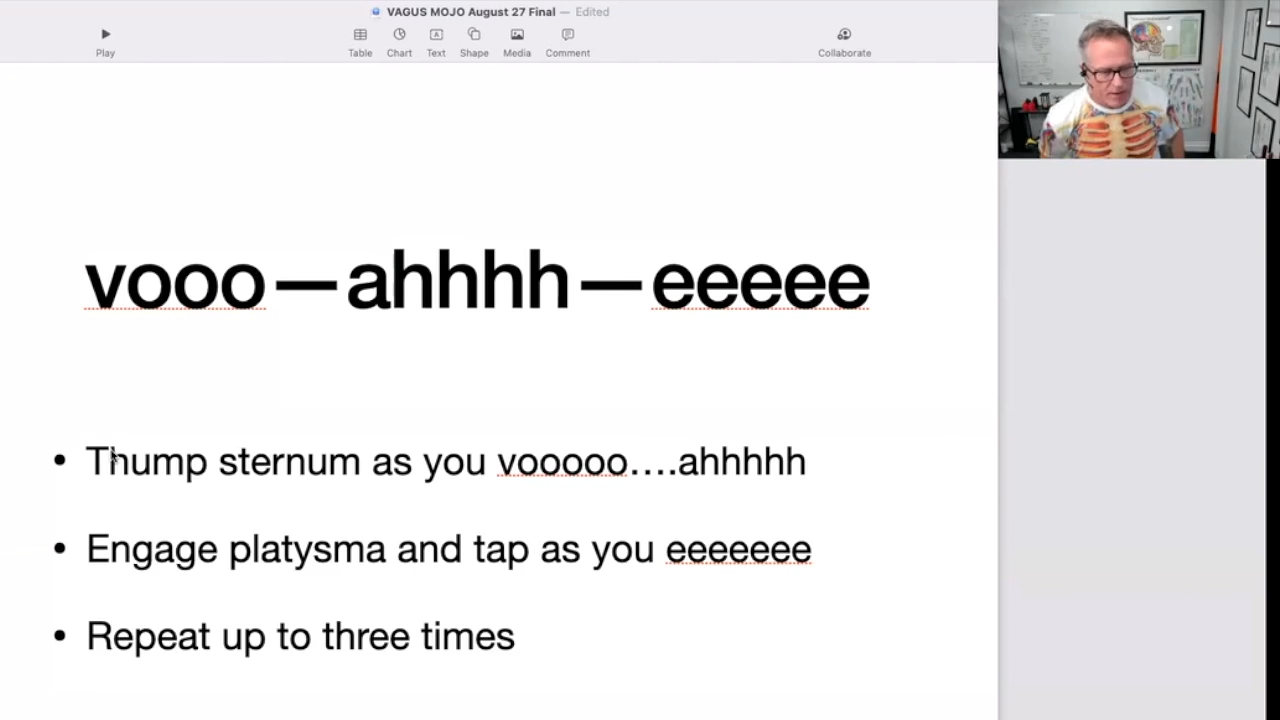 VAGUS MOJO August 27 Final — Edited
Play
Table
Chart
Text
Shape
Media
Comment
Collaborate
vooo—ahhhh—eeeee
• Thump sternum as you vooooo....ahhhhh
• Engage platysma and tap as you eeeeeee
• Repeat up to three times